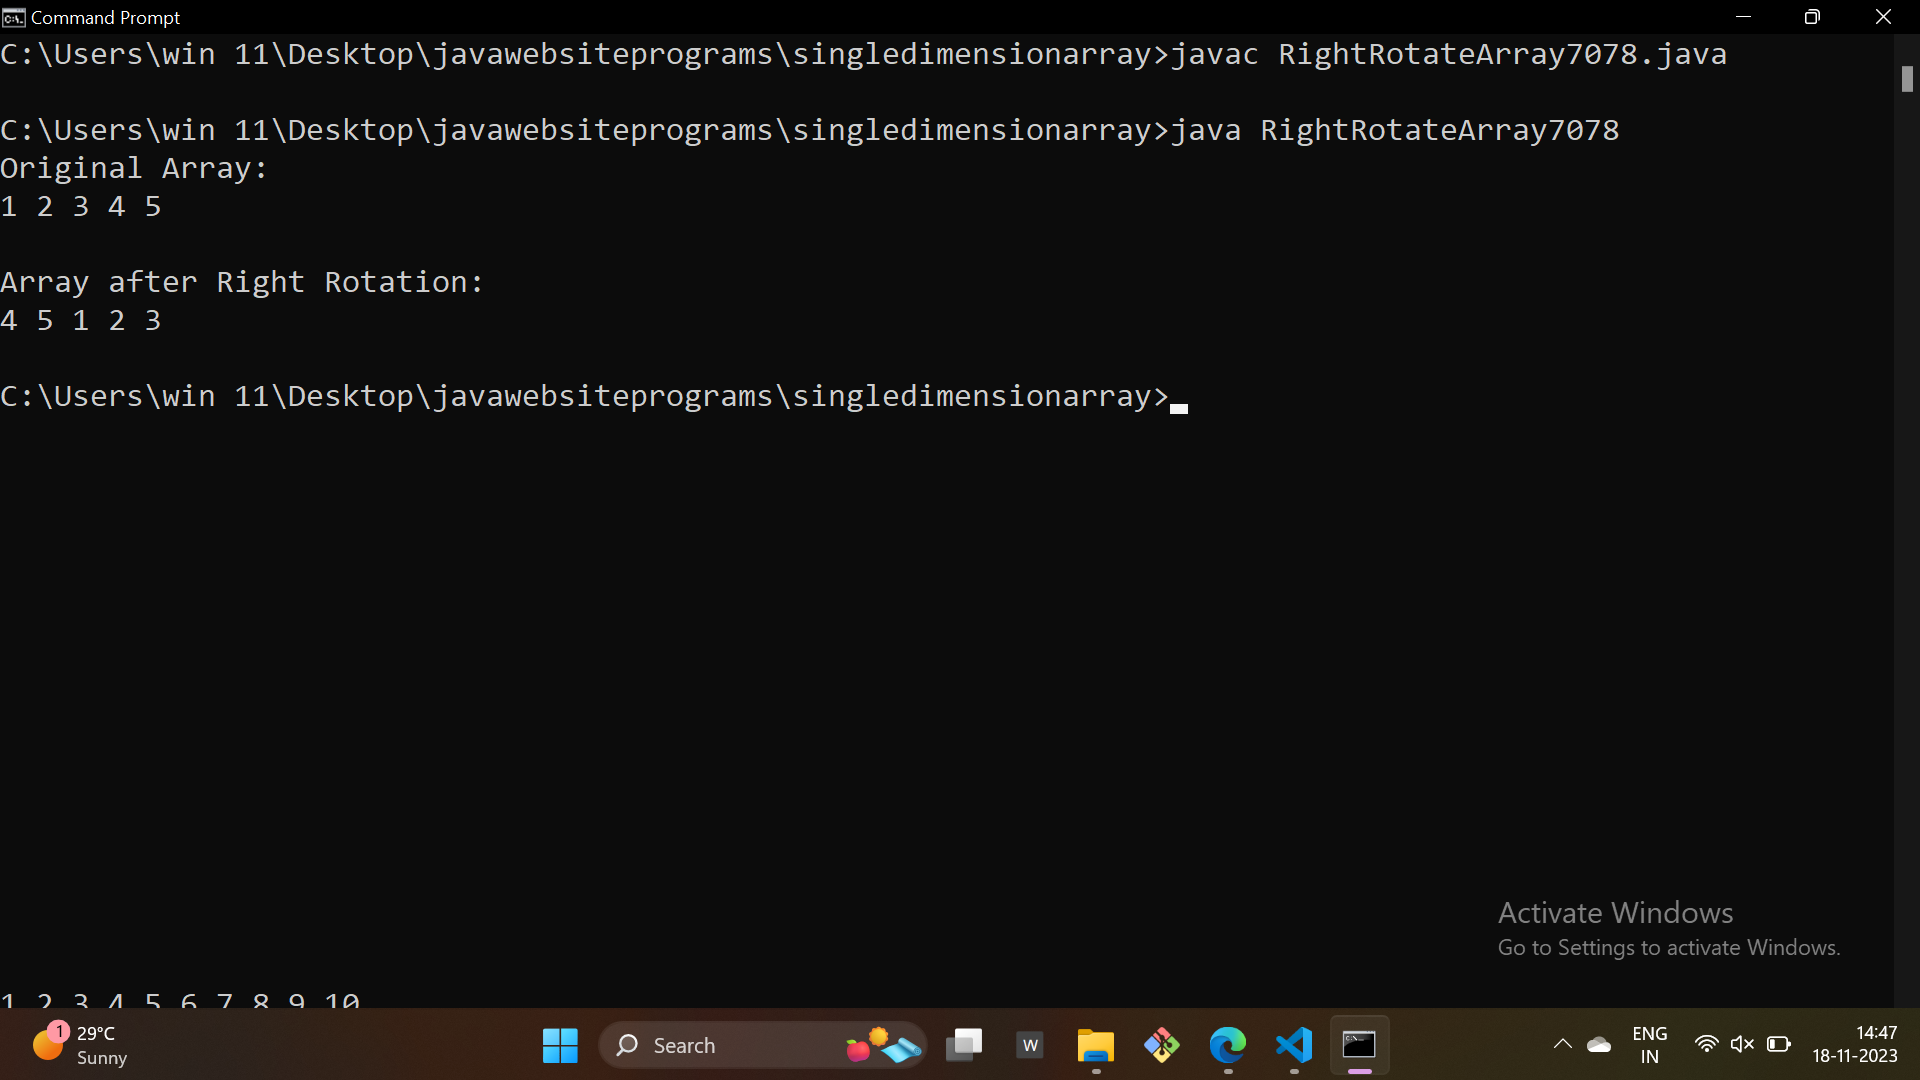 Command Prompt
C:\Users\win 11\Desktop\javawebsiteprograms\singledimensionarray>javac RightRotateArray7078.java
C:\Users\win 11\Desktop\javawebsiteprograms\singledimensionarray>java RightRotateArray7078
Original Array:
1 2 3 4 5
Array after Right Rotation:
4 5 1 2 3
C:\Users\win 11\Desktop\javawebsiteprograms\singledimensionarray>
Activate Windows
Go to Settings to activate Windows.
1 2 3 4 5 6 7 8 9 10
1
29°C
Sunny
Search
W
ENG
IN
14:47
18-11-2023